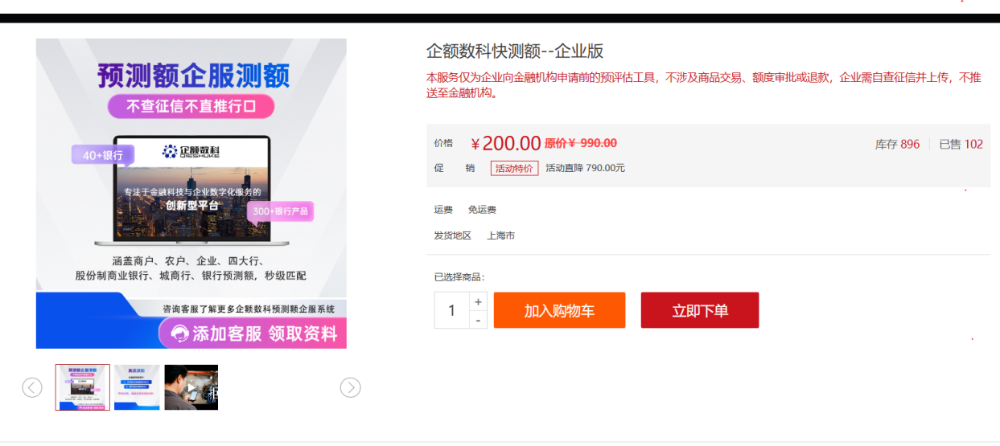 企额数科快测额--企业版
本服务仅为企业向金融机构申请前的预评估工具，不涉及商品交易、额度审批或退款，企业需自查征信并上传，不推
送至金融机构。
预测额企服测额
不查征信不直推行口
40+银行
企额数科
QIESHUKE
专注于金融科技与企业数字化服务的
创新型平台
300+银行产品
涵盖商户、农户、企业、四大行、
股份制商业银行、城商行、银行预测额，秒级匹配
咨询客服了解更多企额数科预测额企服系统
添加客服 领取资料
价格 ￥200.00 原价￥ 990.00
库存 896 已售 102
促 销 活动特价 活动直降 790.00元
运费 免运费
发货地区 上海市
已选择商品：
1 + -
加入购物车
立即下单